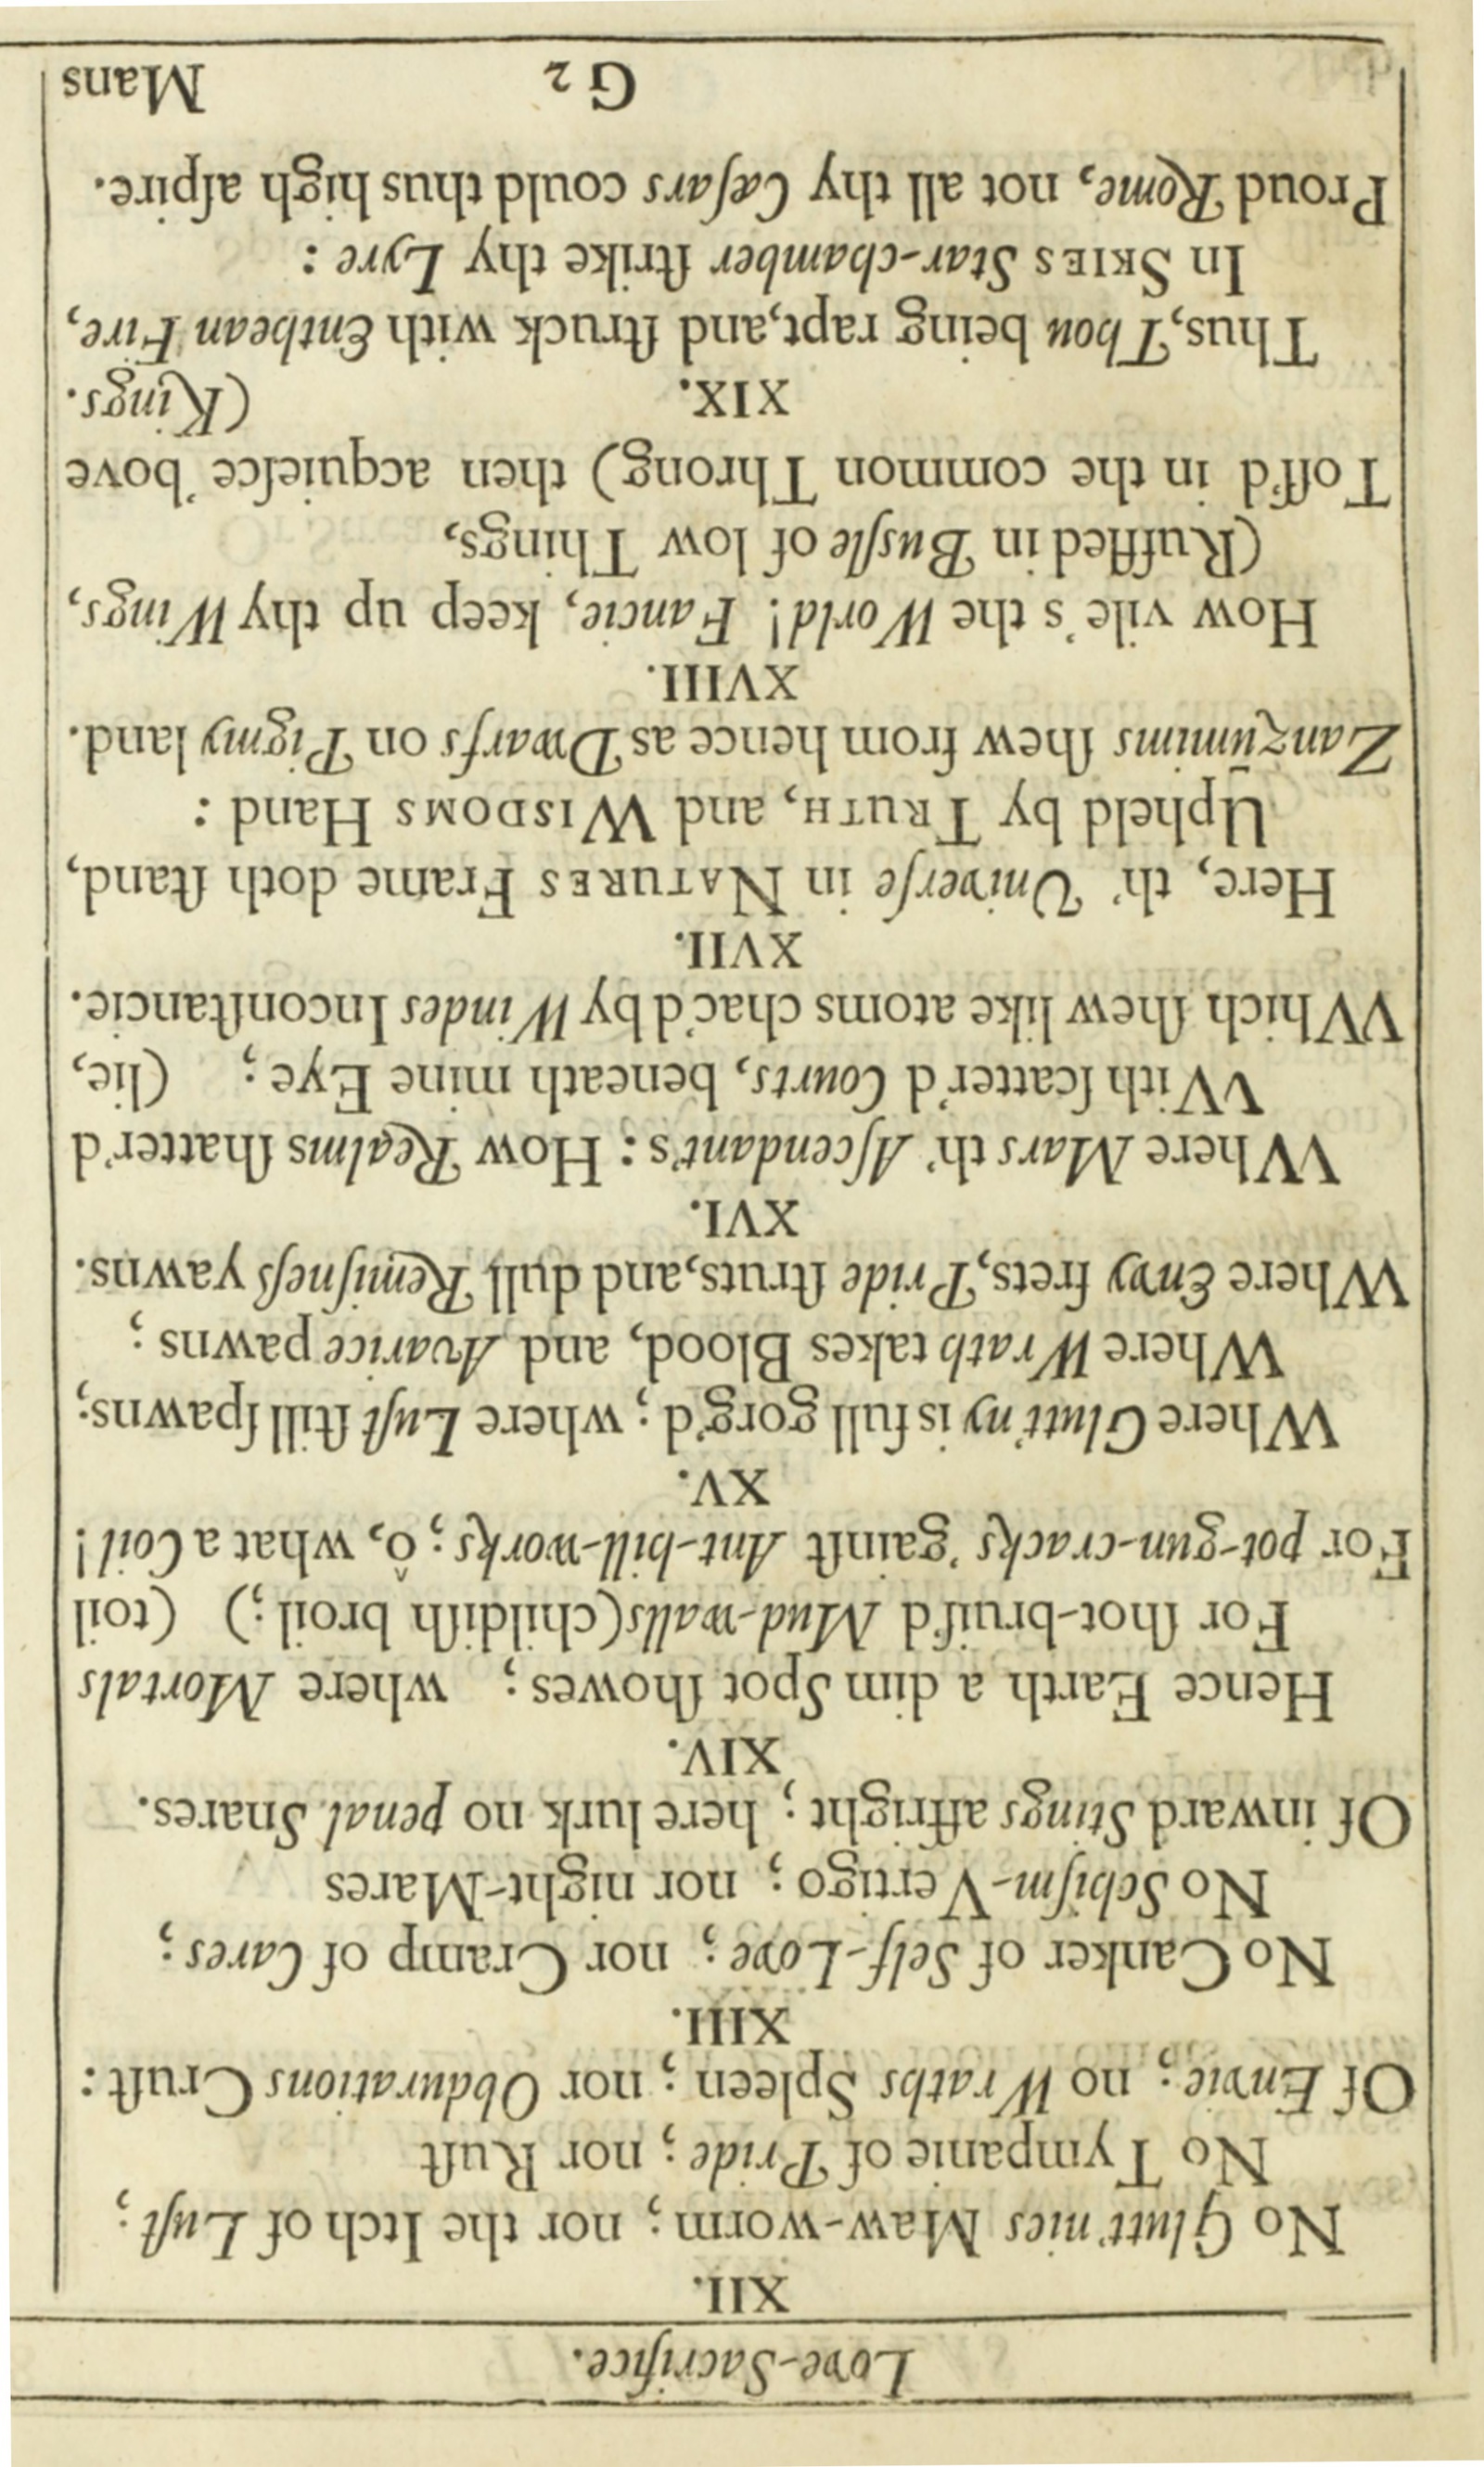 Love-Sacrifice.
XII.
No Glutt'nies Maw-worm; nor the Itch of Luſt;
No Tympanie of Pride; nor Ruſt
Of Envie; no Wraths Spleen; nor Obdurations Cruſt:
XIII.
No Canker of Self-Love; nor Cramp of Cares;
No Schiſm-Vertigo; nor night-Mares
Of inward Stings affright; here lurk no penal Snares.
XIV.
Hence Earth a dim Spot ſhowes; where Mortals
For ſhot-bruiſ'd Mud-walls (childiſh broil;) (toil
For pot-gun-cracks 'gainſt Ant-hill-works; ô, what a Coil!
XV.
Where Glutt'ny is full gorg'd; where Luſt ſtill ſpawns;
Where Wrath takes Blood, and Avarice pawns;
Where Envy frets, Pride ſtruts, and dull Remiſneſs yawns.
XVI.
VVhere Mars th' Aſcendant's: How Realms ſhatter'd
VVith ſcatter'd Courts, beneath mine Eye; (lie,
VVhich ſhew like atoms chac'd by Windes Inconſtancie.
XVII.
Here, th' Univerſe in NATURES Frame doth ſtand,
Upheld by TRUTH, and WISDOMS Hand:
Zanzūmims ſhew from hence as Dwarfs on Pigmy land.
XVIII.
How vile's the World! Fancie, keep up thy Wings,
(Ruffled in Busſle of low Things,
Toſſ'd in the common Throng) then acquieſce 'bove
(Kings.
XIX.
Thus, Thou being rapt, and ſtruck with Enthean Fire,
In SKIES Star-chamber ſtrike thy Lyre:
Proud Rome, not all thy Cæſars could thus high aſpire.
G 2
Mans